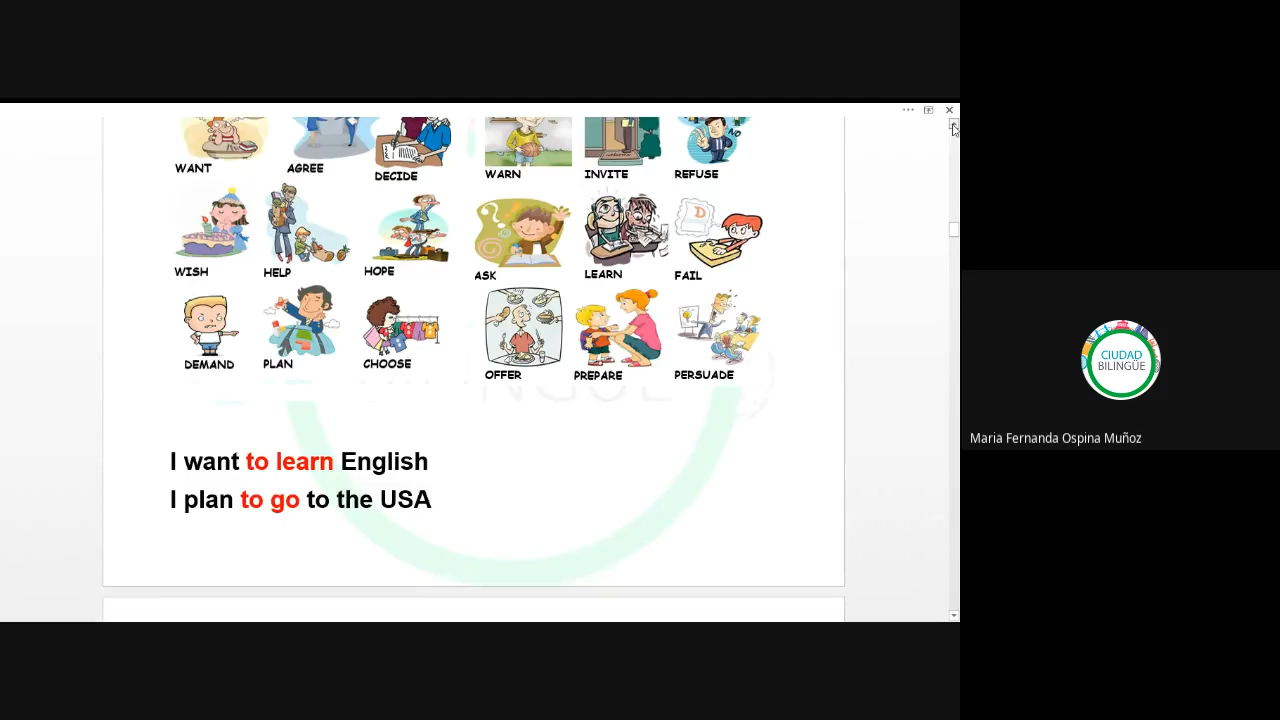 WANT AGREE DECIDE WARN INVITE REFUSE
NO
D
WISH HELP HOPE ASK LEARN FAIL
DEMAND PLAN CHOOSE OFFER PREPARE PERSUADE
I want to learn English
I plan to go to the USA
CIUDAD
BILINGÜE
Maria Fernanda Ospina Muñoz